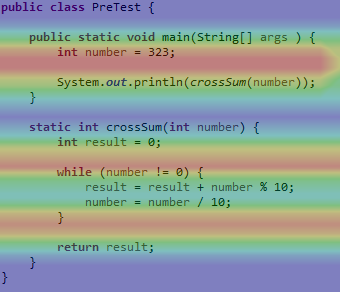 public class PreTest {
public static void main(String[] args ) {
int number = 323;
System.out.println(crossSum(number));
}
static int crossSum(int number) {
int result = 0;
while (number != 0) {
result = result + number % 10;
number = number / 10;
}
return result;
}
}